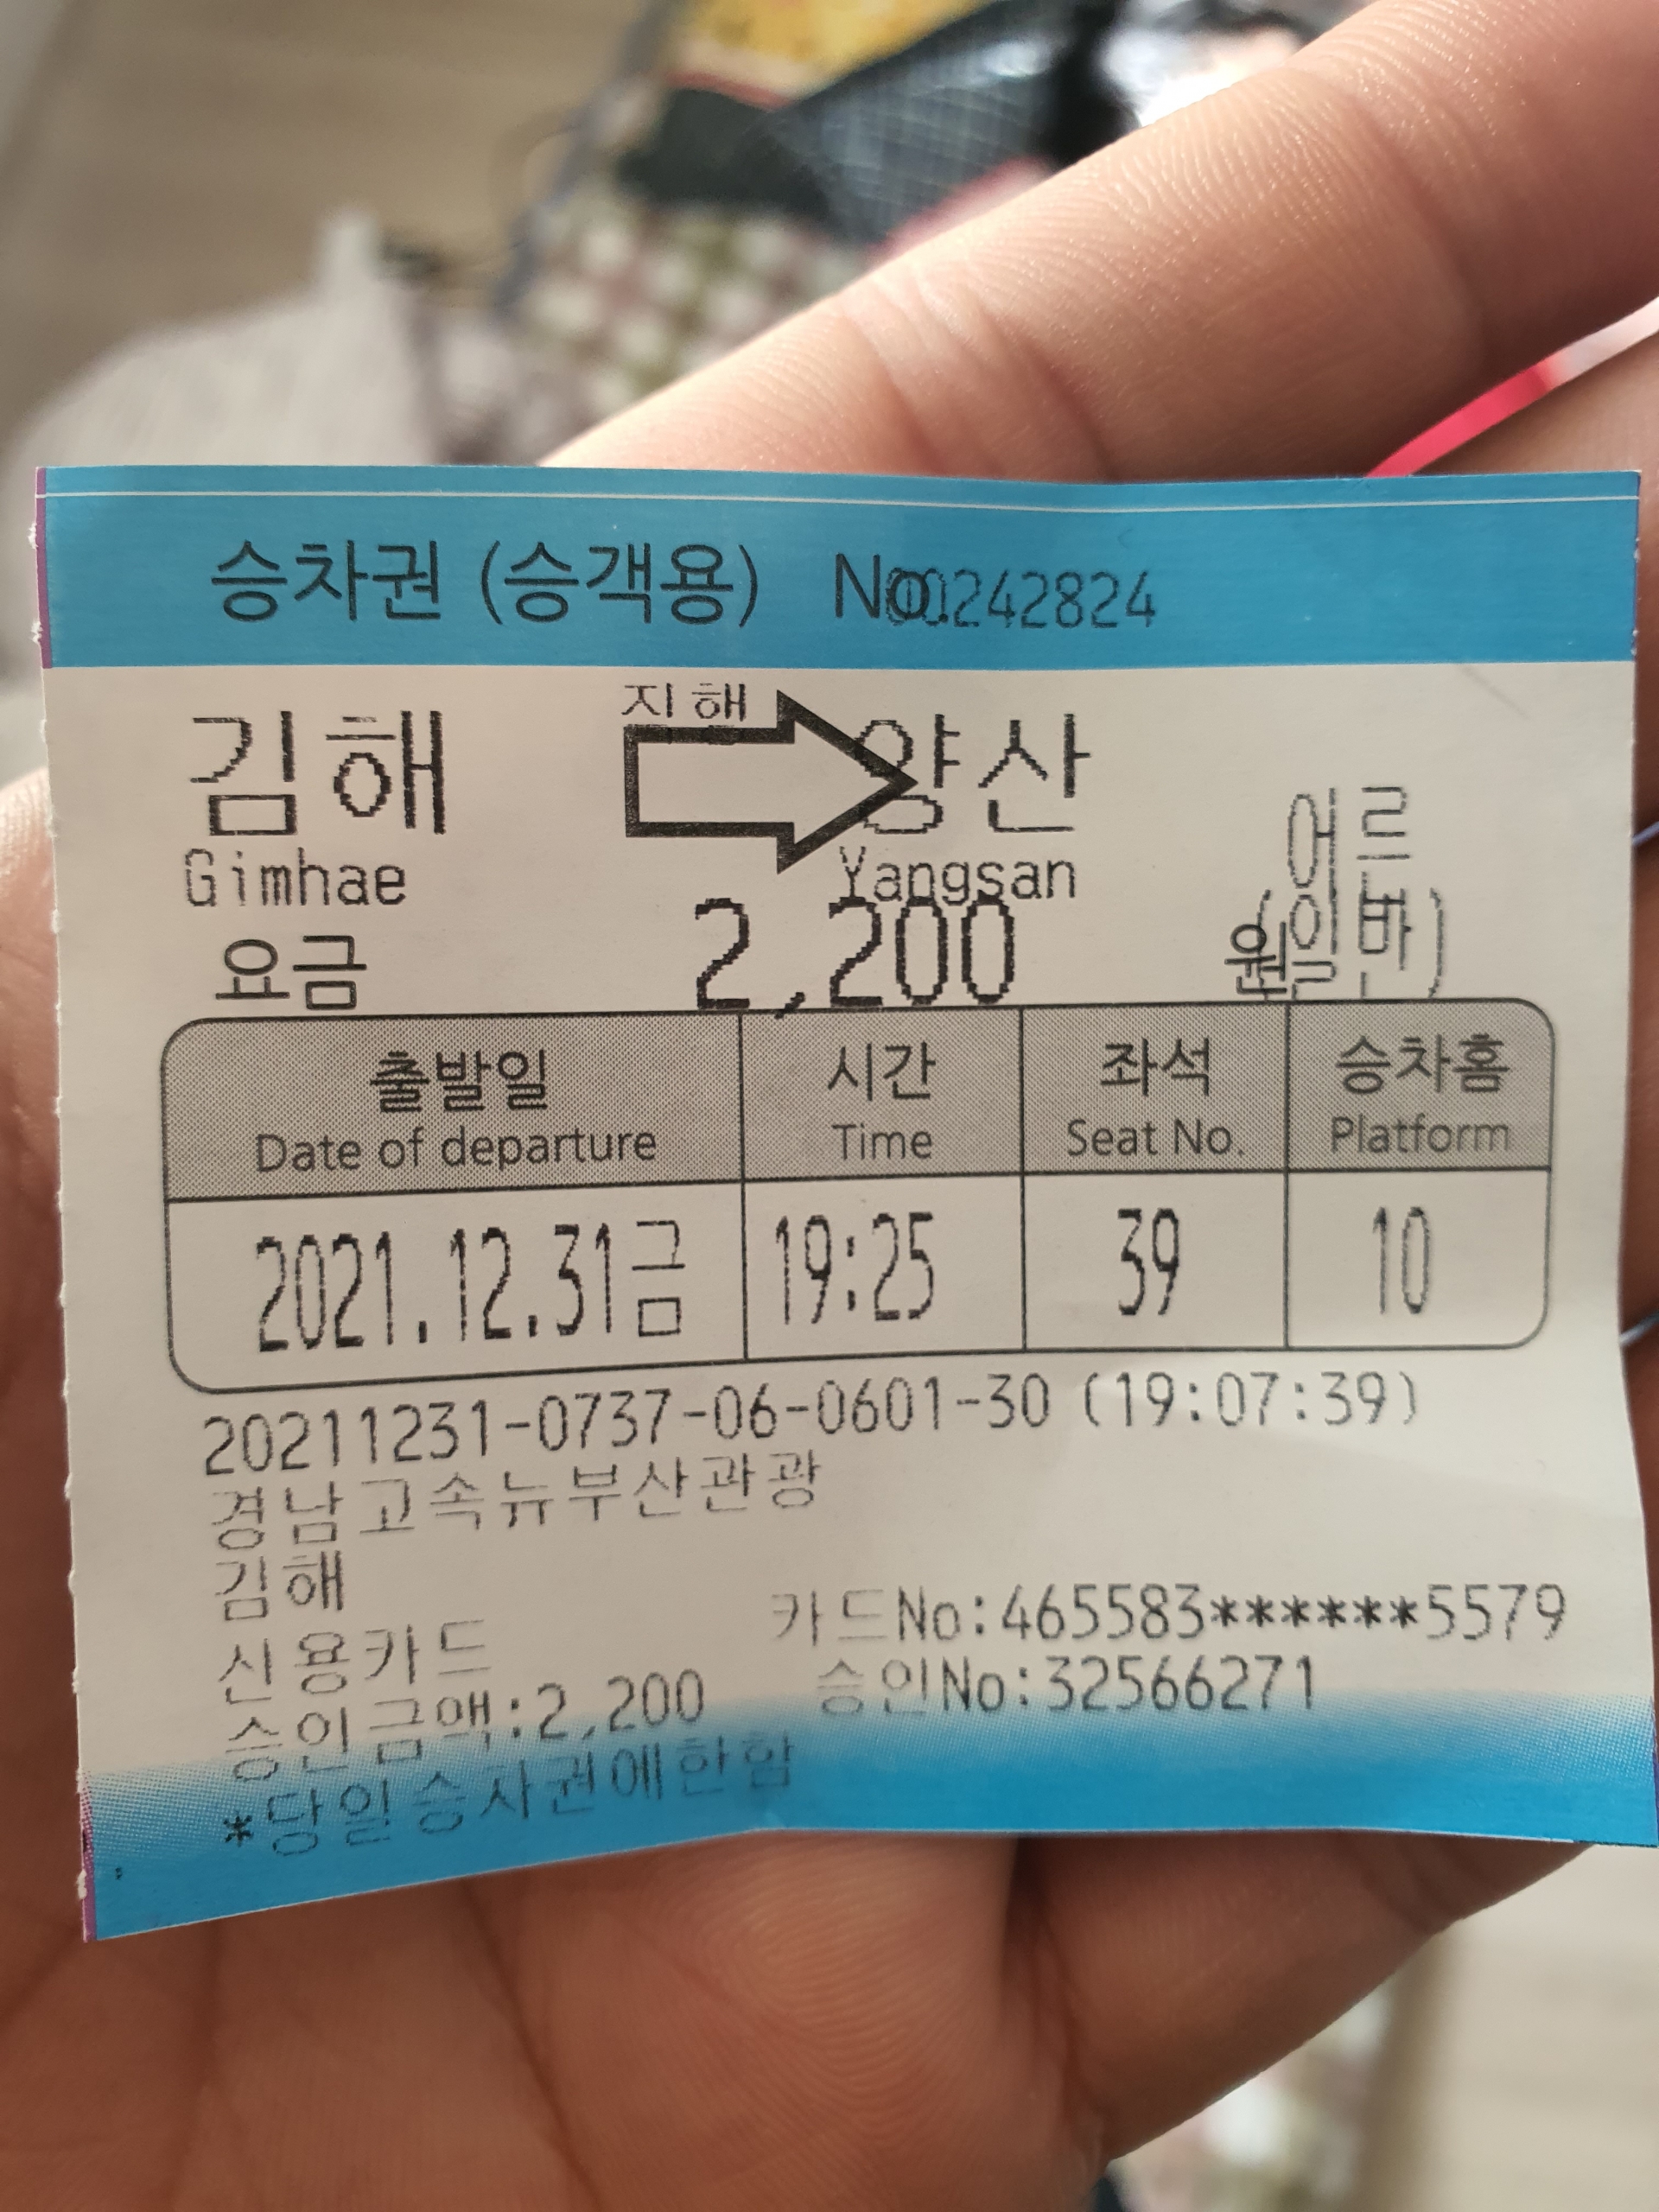 승차권 (승객용) No.00242824
직행
김해 양산
Gimhae Yangsan
어른
(일반)
요금 2,200 원
출발일 시간 좌석 승차홈
Date of departure Time Seat No. Platform
2021.12.31금 19:25 39 10
20211231-0737-06-0601-30 (19:07:39)
경남고속뉴부산관광
김해
신용카드 카드No:465583******5579
승인금액:2,200 승인No:32566271
*당일승차권에한함